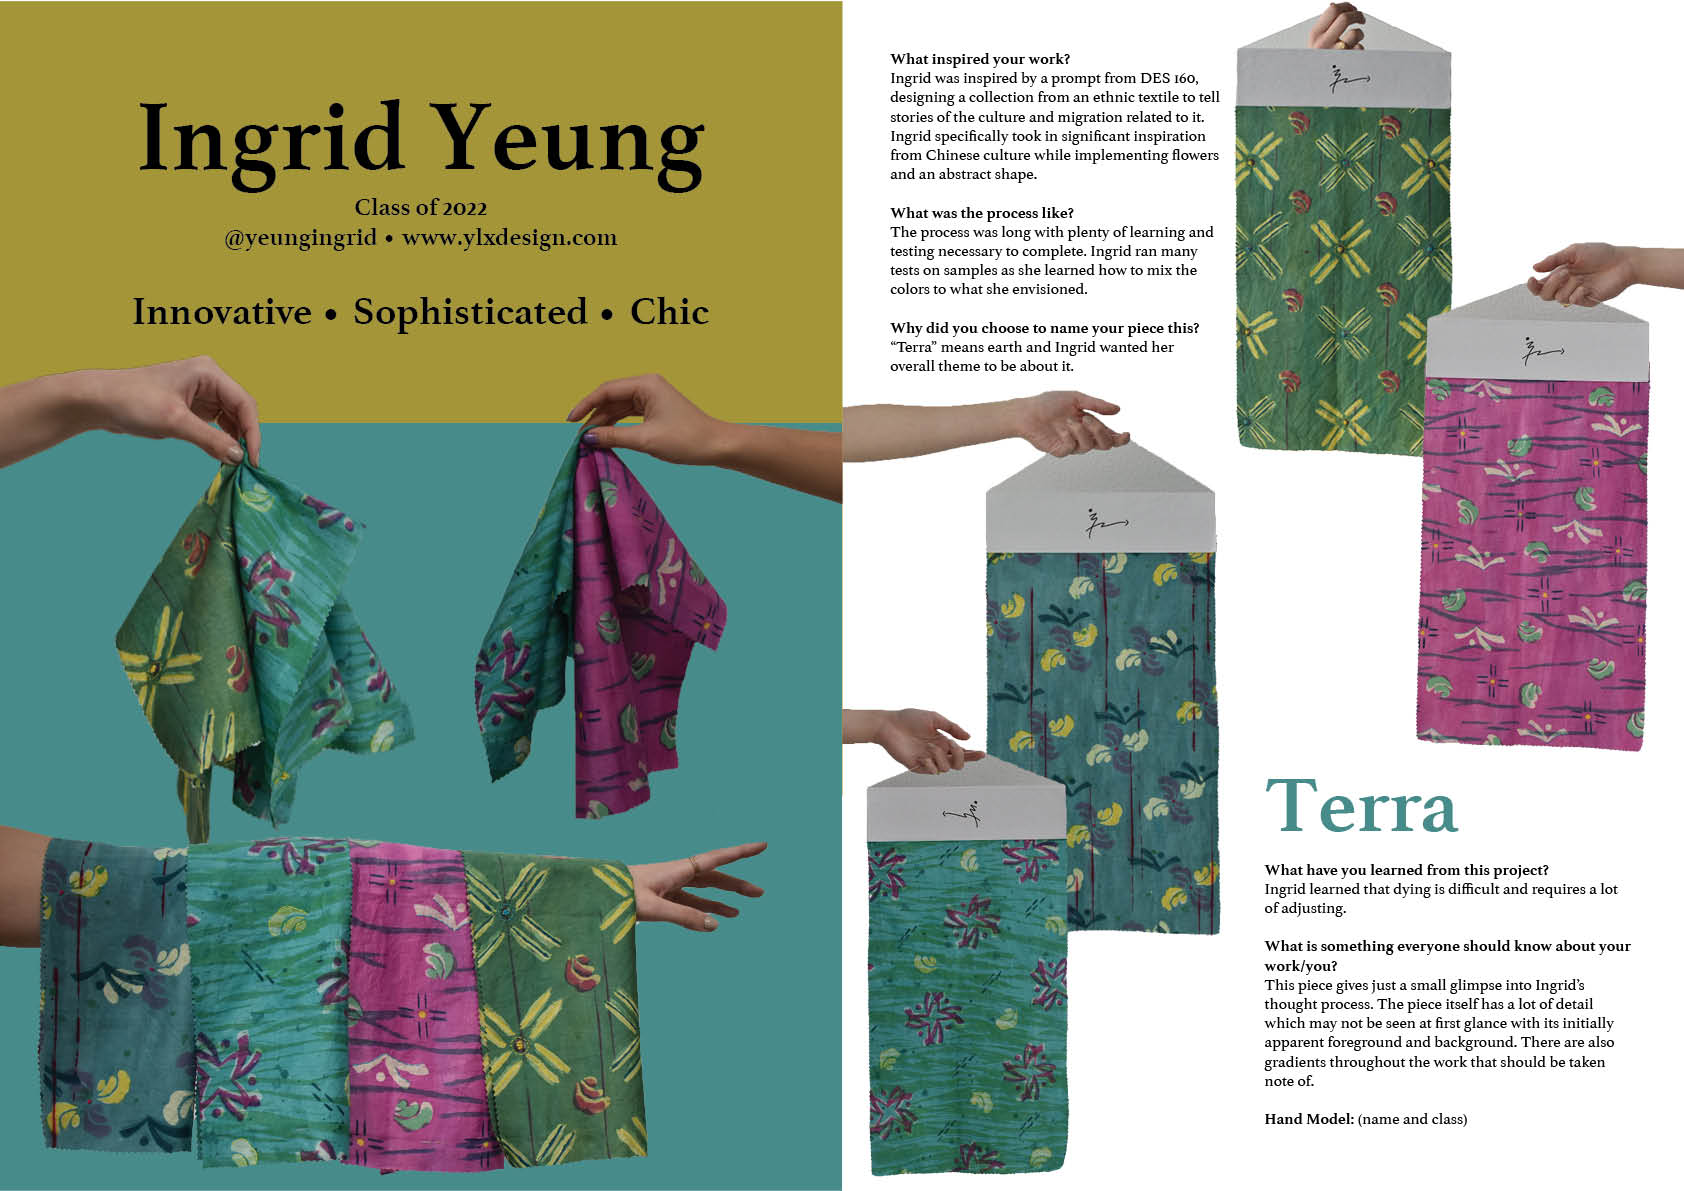 Ingrid Yeung
Class of 2022
@yeungingrid • www.ylxdesign.com
Innovative • Sophisticated • Chic
What inspired your work?
Ingrid was inspired by a prompt from DES 160,
designing a collection from an ethnic textile to tell
stories of the culture and migration related to it.
Ingrid specifically took in significant inspiration
from Chinese culture while implementing flowers
and an abstract shape.
What was the process like?
The process was long with plenty of learning and
testing necessary to complete. Ingrid ran many
tests on samples as she learned how to mix the
colors to what she envisioned.
Why did you choose to name your piece this?
“Terra” means earth and Ingrid wanted her
overall theme to be about it.
Terra
What have you learned from this project?
Ingrid learned that dying is difficult and requires a lot
of adjusting.
What is something everyone should know about your
work/you?
This piece gives just a small glimpse into Ingrid’s
thought process. The piece itself has a lot of detail
which may not be seen at first glance with its initially
apparent foreground and background. There are also
gradients throughout the work that should be taken
note of.
Hand Model: (name and class)